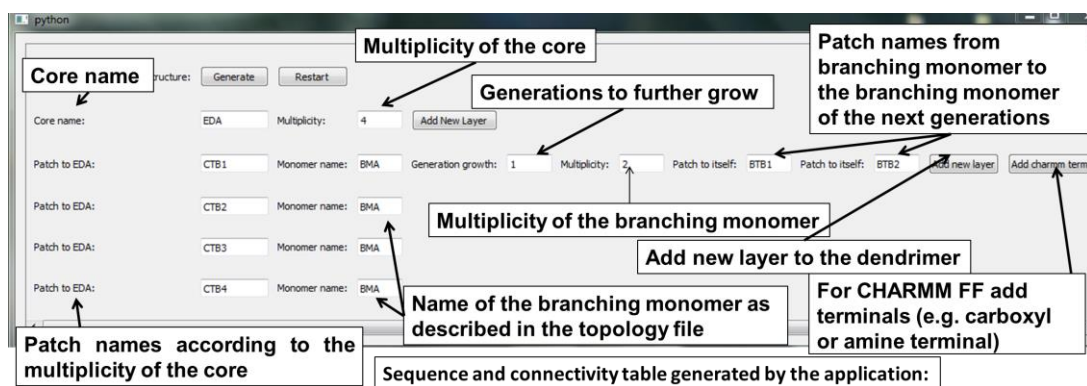 python
Multiplicity of the core
Patch names from
branching monomer to
the branching monomer
of the next generations
Core name
ructure: Generate Restart
Generations to further grow
Core name: EDA Multiplicity: 4 Add New Layer
Patch to EDA: CTB1 Monomer name: BMA Generation growth: 1 Multiplicity: 2 Patch to itself: BTB1 Patch to itself: BTB2 Add new layer Add charmm term
Patch to EDA: CTB2 Monomer name: BMA
Multiplicity of the branching monomer
Add new layer to the dendrimer
Patch to EDA: CTB3 Monomer name: BMA
Patch to EDA: CTB4 Monomer name: BMA
Name of the branching monomer as
described in the topology file
For CHARMM FF add
terminals (e.g. carboxyl
or amine terminal)
Patch names according to the
multiplicity of the core
Sequence and connectivity table generated by the application: